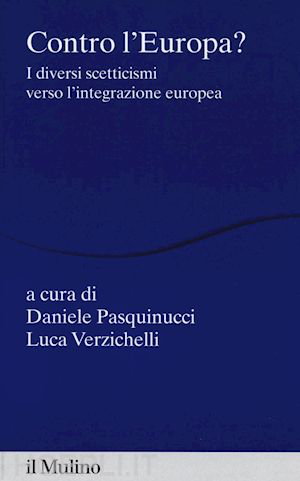 Contro l'Europa?
I diversi scetticismi
verso l'integrazione europea
a cura di
Daniele Pasquinucci
Luca Verzichelli
il Mulino